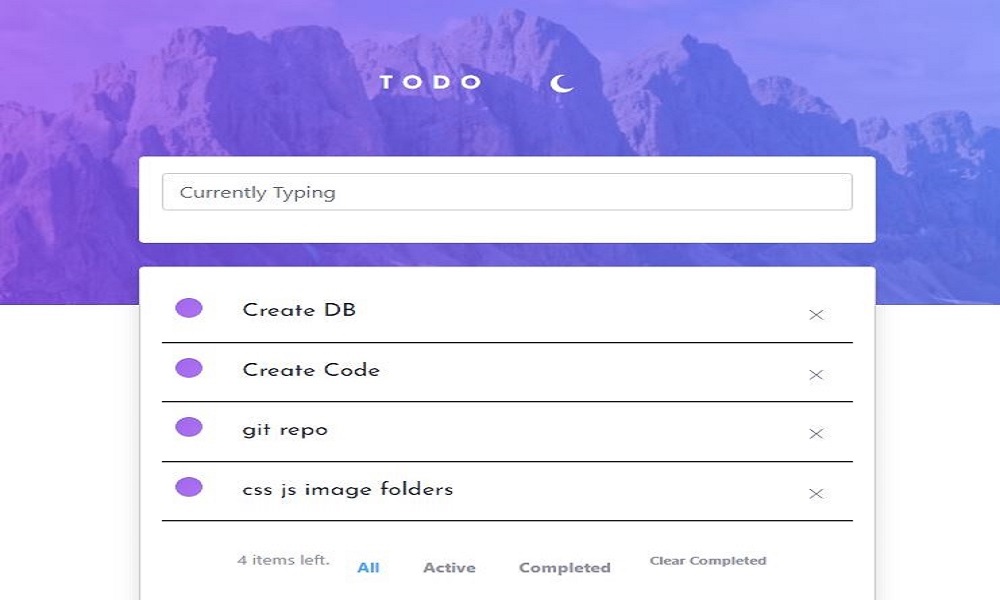 TODO
Currently Typing
Create DB
Create Code
git repo
css js image folders
4 items left. All Active Completed Clear Completed